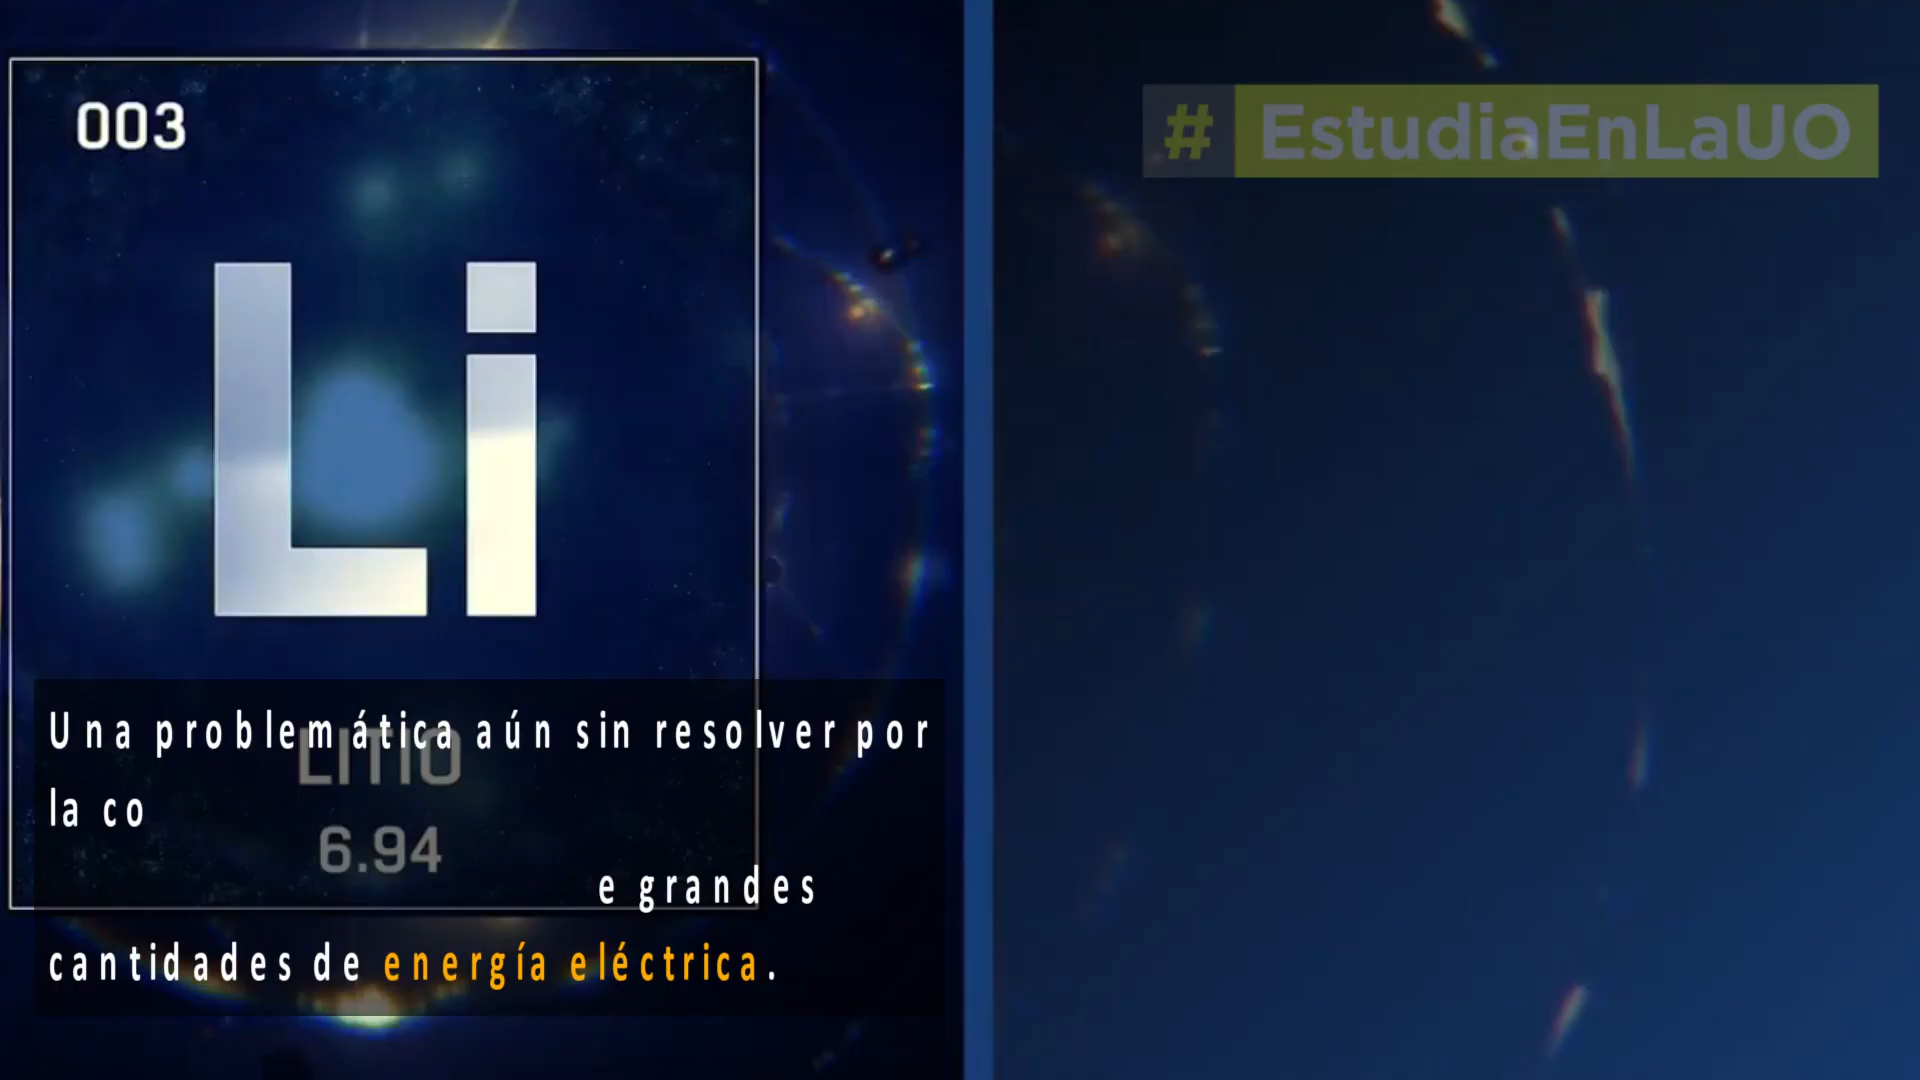 003
Li
LITIO
6.94
Una problemática aún sin resolver por
la co
e grandes
cantidades de energía eléctrica.
# EstudiaEnLaUO